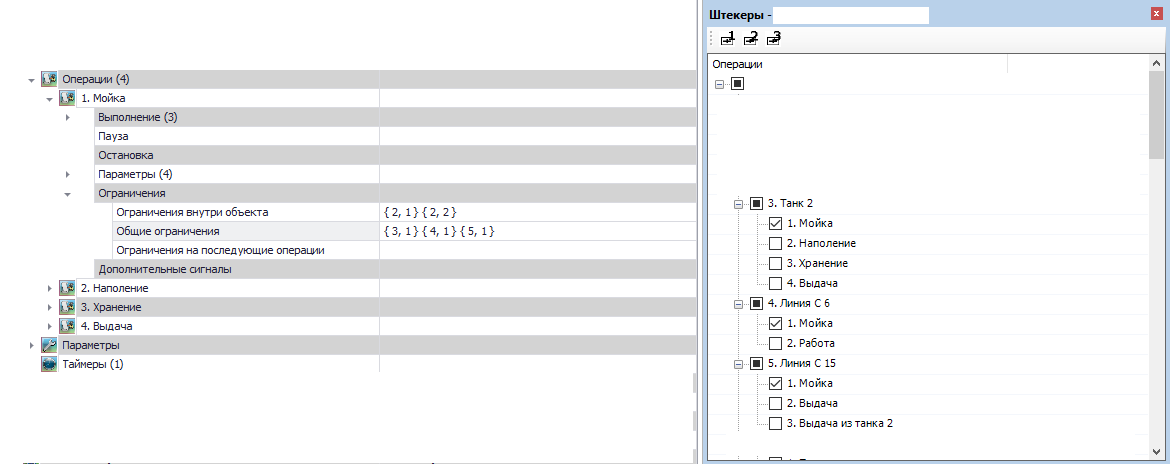 Операции (4)
1. Мойка
Выполнение (3)
Пауза
Остановка
Параметры (4)
Ограничения
Ограничения внутри объекта { 2, 1 } { 2, 2 }
Общие ограничения { 3, 1 } { 4, 1 } { 5, 1 }
Ограничения на последующие операции
Дополнительные сигналы
2. Наполение
3. Хранение
4. Выдача
Параметры
Таймеры (1)
Штекеры -
1 2 3
Операции
3. Танк 2
1. Мойка
2. Наполение
3. Хранение
4. Выдача
4. Линия С 6
1. Мойка
2. Работа
5. Линия С 15
1. Мойка
2. Выдача
3. Выдача из танка 2